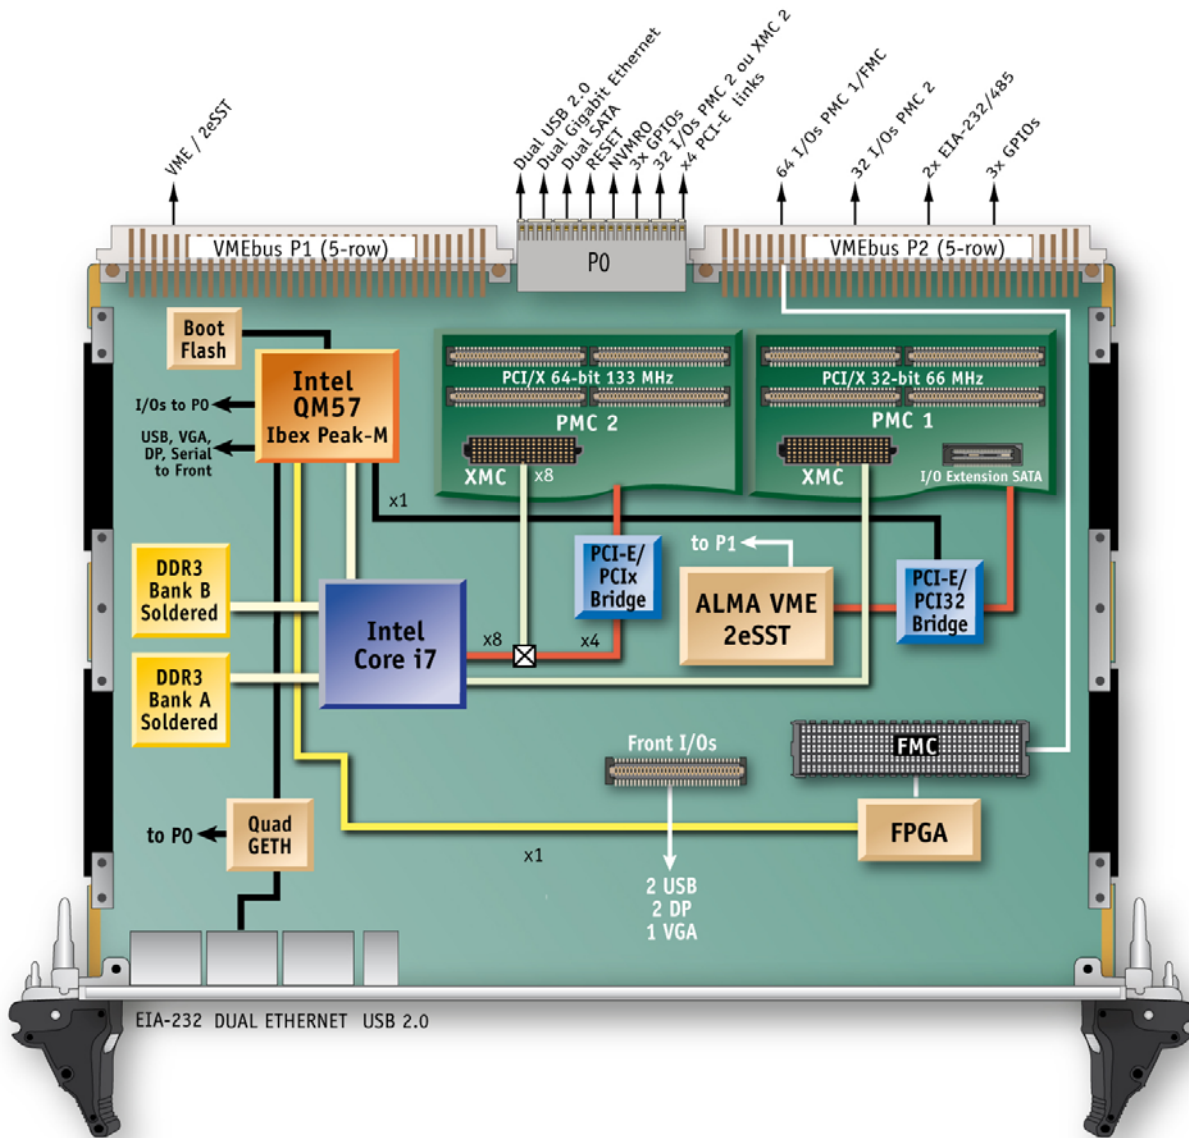 VME / 2eSST
Dual USB 2.0
Dual Gigabit Ethernet
Dual SATA
RESET
NVMRO
3x GPIOs
32 I/Os PMC 2 ou XMC 2
x4 PCI-E links
64 I/Os PMC 1/FMC
32 I/Os PMC 2
2x EIA-232/485
3x GPIOs
VMEbus P1 (5-row)
P0
VMEbus P2 (5-row)
Boot
Flash
Intel
QM57
Ibex Peak-M
I/Os to P0
USB, VGA,
DP, Serial
to Front
PCI/X 64-bit 133 MHz
PMC 2
XMC
x8
PCI/X 32-bit 66 MHz
PMC 1
XMC
I/O Extension SATA
x1
DDR3
Bank B
Soldered
DDR3
Bank A
Soldered
Intel
Core i7
x8
x4
PCI-E/
PCIx
Bridge
to P1
ALMA VME
2eSST
PCI-E/
PCI32
Bridge
Front I/Os
FMC
FPGA
to P0
Quad
GETH
x1
2 USB
2 DP
1 VGA
EIA-232 DUAL ETHERNET USB 2.0